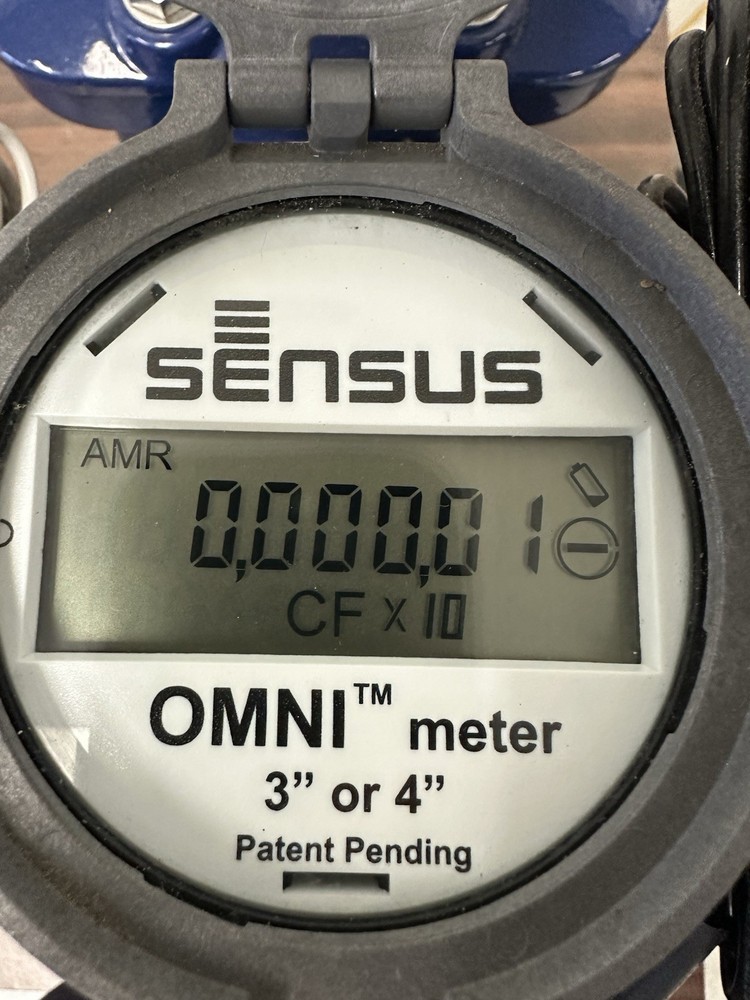 SENSUS
AMR
0,000,01
CF x 10
OMNI™ meter
3” or 4”
Patent Pending